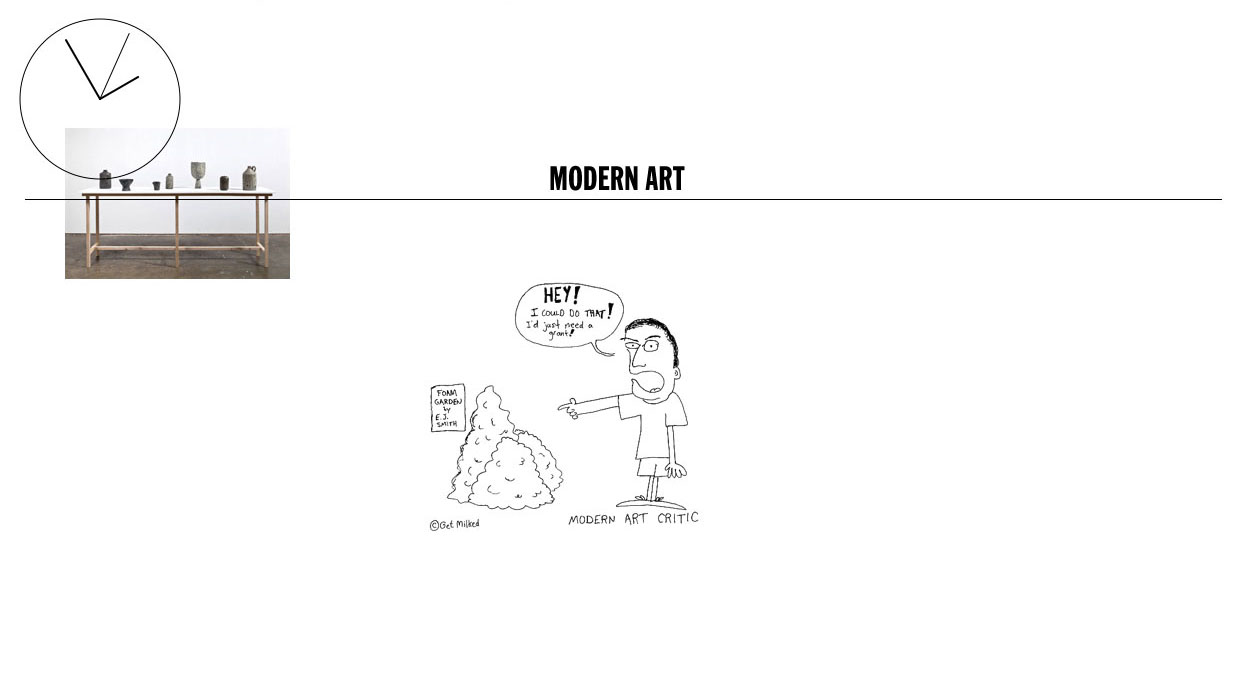 MODERN ART
HEY!
I COULD DO THAT!
I'd just need a
grant!
FOAM
GARDEN
by
E.J.
SMITH
©Get Milked
MODERN ART CRITIC